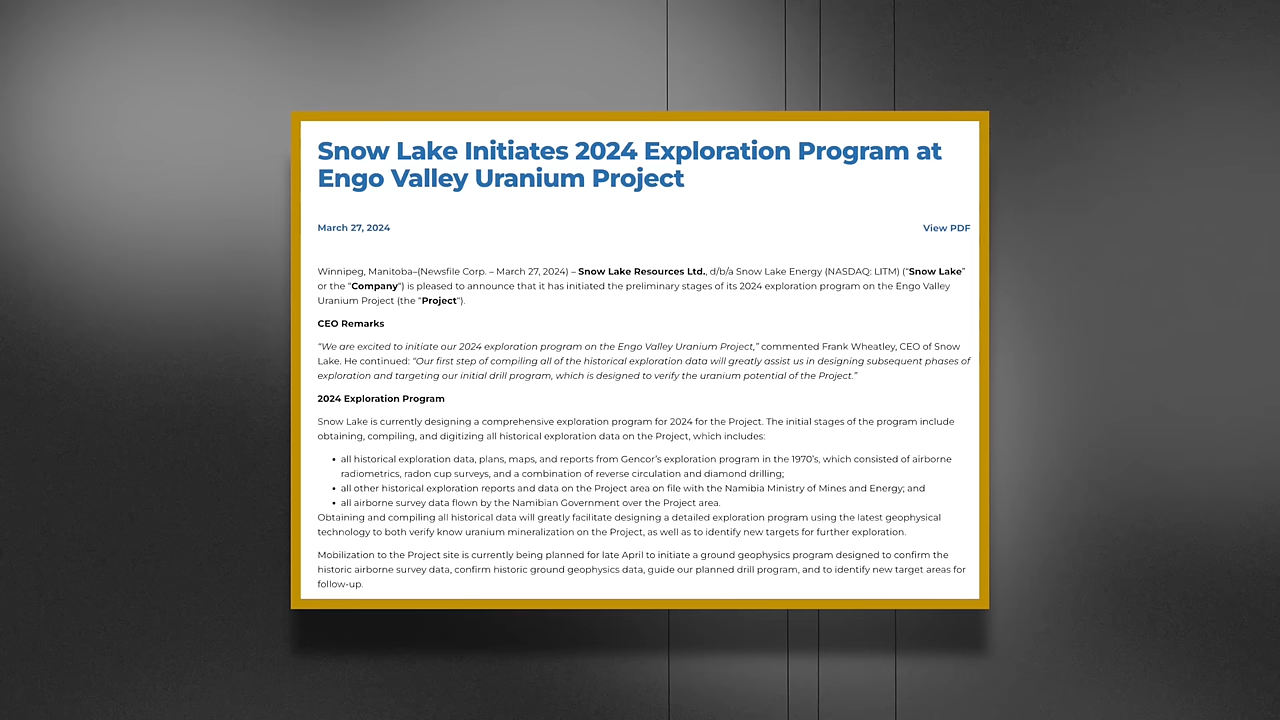 Snow Lake Initiates 2024 Exploration Program at
Engo Valley Uranium Project
March 27, 2024
View PDF
Winnipeg, Manitoba–(Newsfile Corp. – March 27, 2024) – Snow Lake Resources Ltd., d/b/a Snow Lake Energy (NASDAQ: LITM) (“Snow Lake”
or the “Company”) is pleased to announce that it has initiated the preliminary stages of its 2024 exploration program on the Engo Valley
Uranium Project (the “Project“).
CEO Remarks
“We are excited to initiate our 2024 exploration program on the Engo Valley Uranium Project,” commented Frank Wheatley, CEO of Snow
Lake. He continued: “Our first step of compiling all of the historical exploration data will greatly assist us in designing subsequent phases of
exploration and targeting our initial drill program, which is designed to verify the uranium potential of the Project.”
2024 Exploration Program
Snow Lake is currently designing a comprehensive exploration program for 2024 for the Project. The initial stages of the program include
obtaining, compiling, and digitizing all historical exploration data on the Project, which includes:
• all historical exploration data, plans, maps, and reports from Gencor’s exploration program in the 1970’s, which consisted of airborne
radiometrics, radon cup surveys, and a combination of reverse circulation and diamond drilling;
• all other historical exploration reports and data on the Project area on file with the Namibia Ministry of Mines and Energy; and
• all airborne survey data flown by the Namibian Government over the Project area.
Obtaining and compiling all historical data will greatly facilitate designing a detailed exploration program using the latest geophysical
technology to both verify know uranium mineralization on the Project, as well as to identify new targets for further exploration.
Mobilization to the Project site is currently being planned for late April to initiate a ground geophysics program designed to confirm the
historic airborne survey data, confirm historic ground geophysics data, guide our planned drill program, and to identify new target areas for
follow-up.